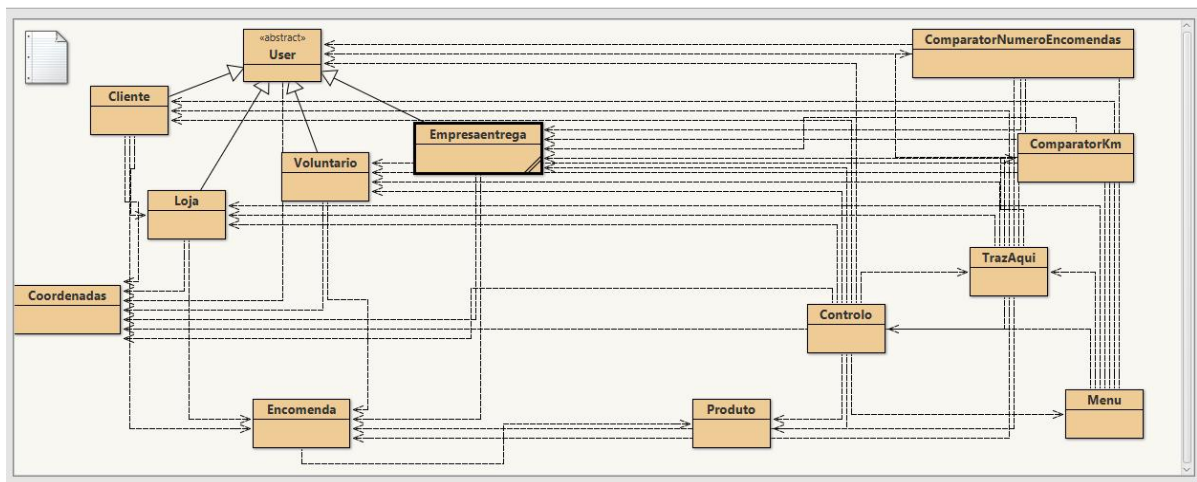 «abstract»
User
ComparatorNumeroEncomendas
Cliente
Empresaentrega
ComparatorKm
Voluntario
Loja
TrazAqui
Coordenadas
Controlo
Encomenda
Produto
Menu